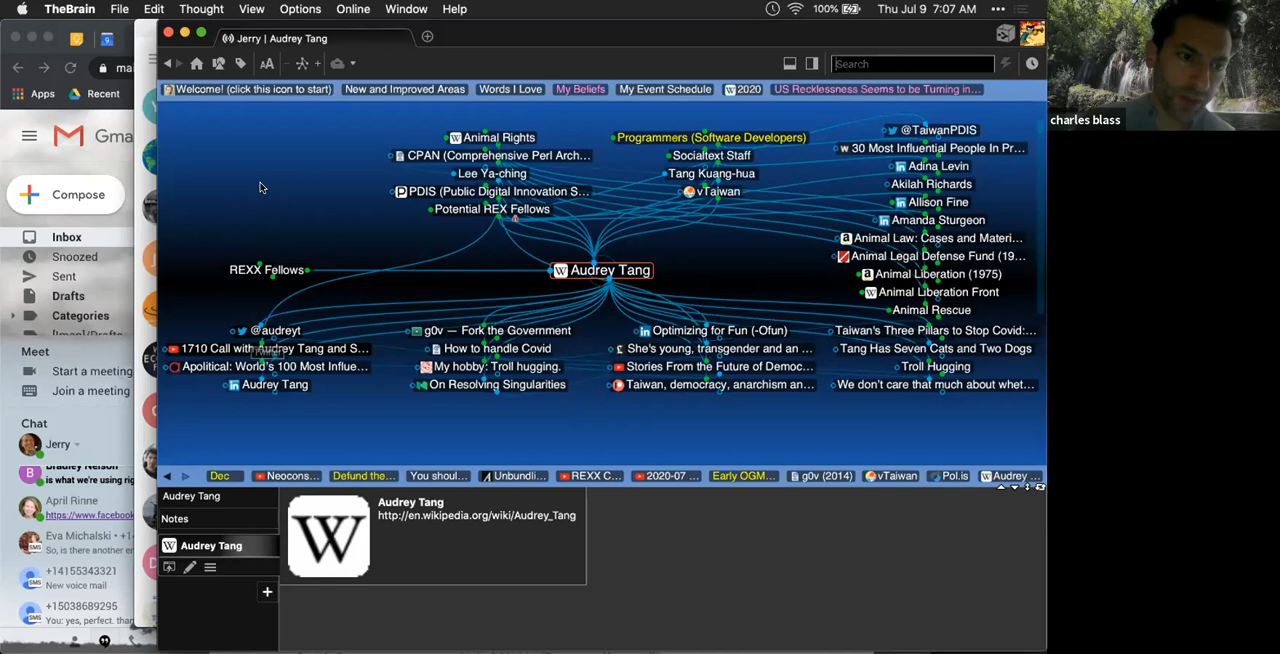 TheBrain File Edit Thought View Options Online Window Help 100% Thu Jul 9 7:07 AM
Jerry | Audrey Tang
Search
Welcome! (click this icon to start) New and Improved Areas Words I Love My Beliefs My Event Schedule 2020 US Recklessness Seems to be Turning in...
Apps Recent
Gma
Compose
Inbox
Snoozed
Sent
Drafts
Categories
Meet
Start a meeting
Join a meeting
Chat
Jerry
Bradley Nelson
is what we're using rig
April Rinne
https://www.facebook
Eva Michalski • +1
So, is there another er
+14155343321
New voice mail
+15038689295
You: yes, perfect. tha
Animal Rights
CPAN (Comprehensive Perl Arch...
Lee Ya-ching
PDIS (Public Digital Innovation S...
Potential REX Fellows
Programmers (Software Developers)
Socialtext Staff
Tang Kuang-hua
vTaiwan
@TaiwanPDIS
30 Most Influential People In Pr...
Adina Levin
Akilah Richards
Allison Fine
Amanda Sturgeon
Animal Law: Cases and Materi...
Animal Legal Defense Fund (19...
Animal Liberation (1975)
Animal Liberation Front
Animal Rescue
REXX Fellows
Audrey Tang
@audreyt
1710 Call with Audrey Tang and S...
Apolitical: World's 100 Most Influe...
Audrey Tang
g0v — Fork the Government
How to handle Covid
My hobby: Troll hugging.
On Resolving Singularities
Optimizing for Fun (-Ofun)
She's young, transgender and an ...
Stories From the Future of Democ...
Taiwan, democracy, anarchism an...
Taiwan's Three Pillars to Stop Covid:...
Tang Has Seven Cats and Two Dogs
Troll Hugging
We don't care that much about whet...
Dec Neocons... Defund the... You shoul... Unbundli... REXX C... 2020-07 ... Early OGM... g0v (2014) vTaiwan Pol.is Audrey ...
Audrey Tang
Notes
Audrey Tang
W
Audrey Tang
http://en.wikipedia.org/wiki/Audrey_Tang
charles blass